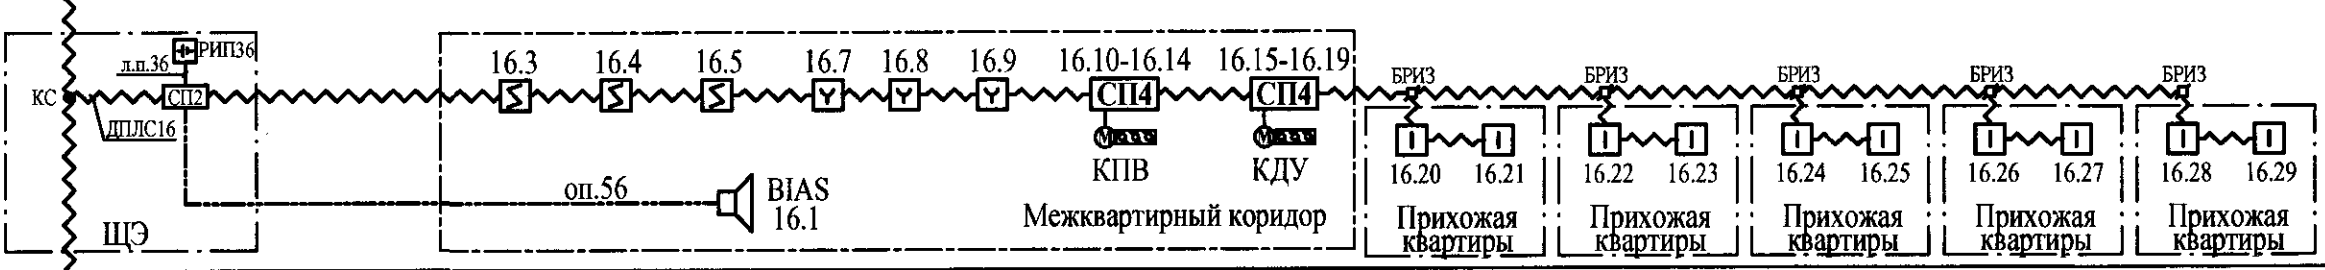 РИП36
л.п.36
КС
СП2
ДПЛС16
ЩЭ
16.3 16.4 16.5 16.7 16.8 16.9 16.10-16.14 16.15-16.19
СП4 СП4
М М
КПВ КДУ
оп.56
BIAS
16.1
Межквартирный коридор
БРИЗ БРИЗ БРИЗ БРИЗ БРИЗ
16.20 16.21 16.22 16.23 16.24 16.25 16.26 16.27 16.28 16.29
Прихожая Прихожая Прихожая Прихожая Прихожая
квартиры квартиры квартиры квартиры квартиры